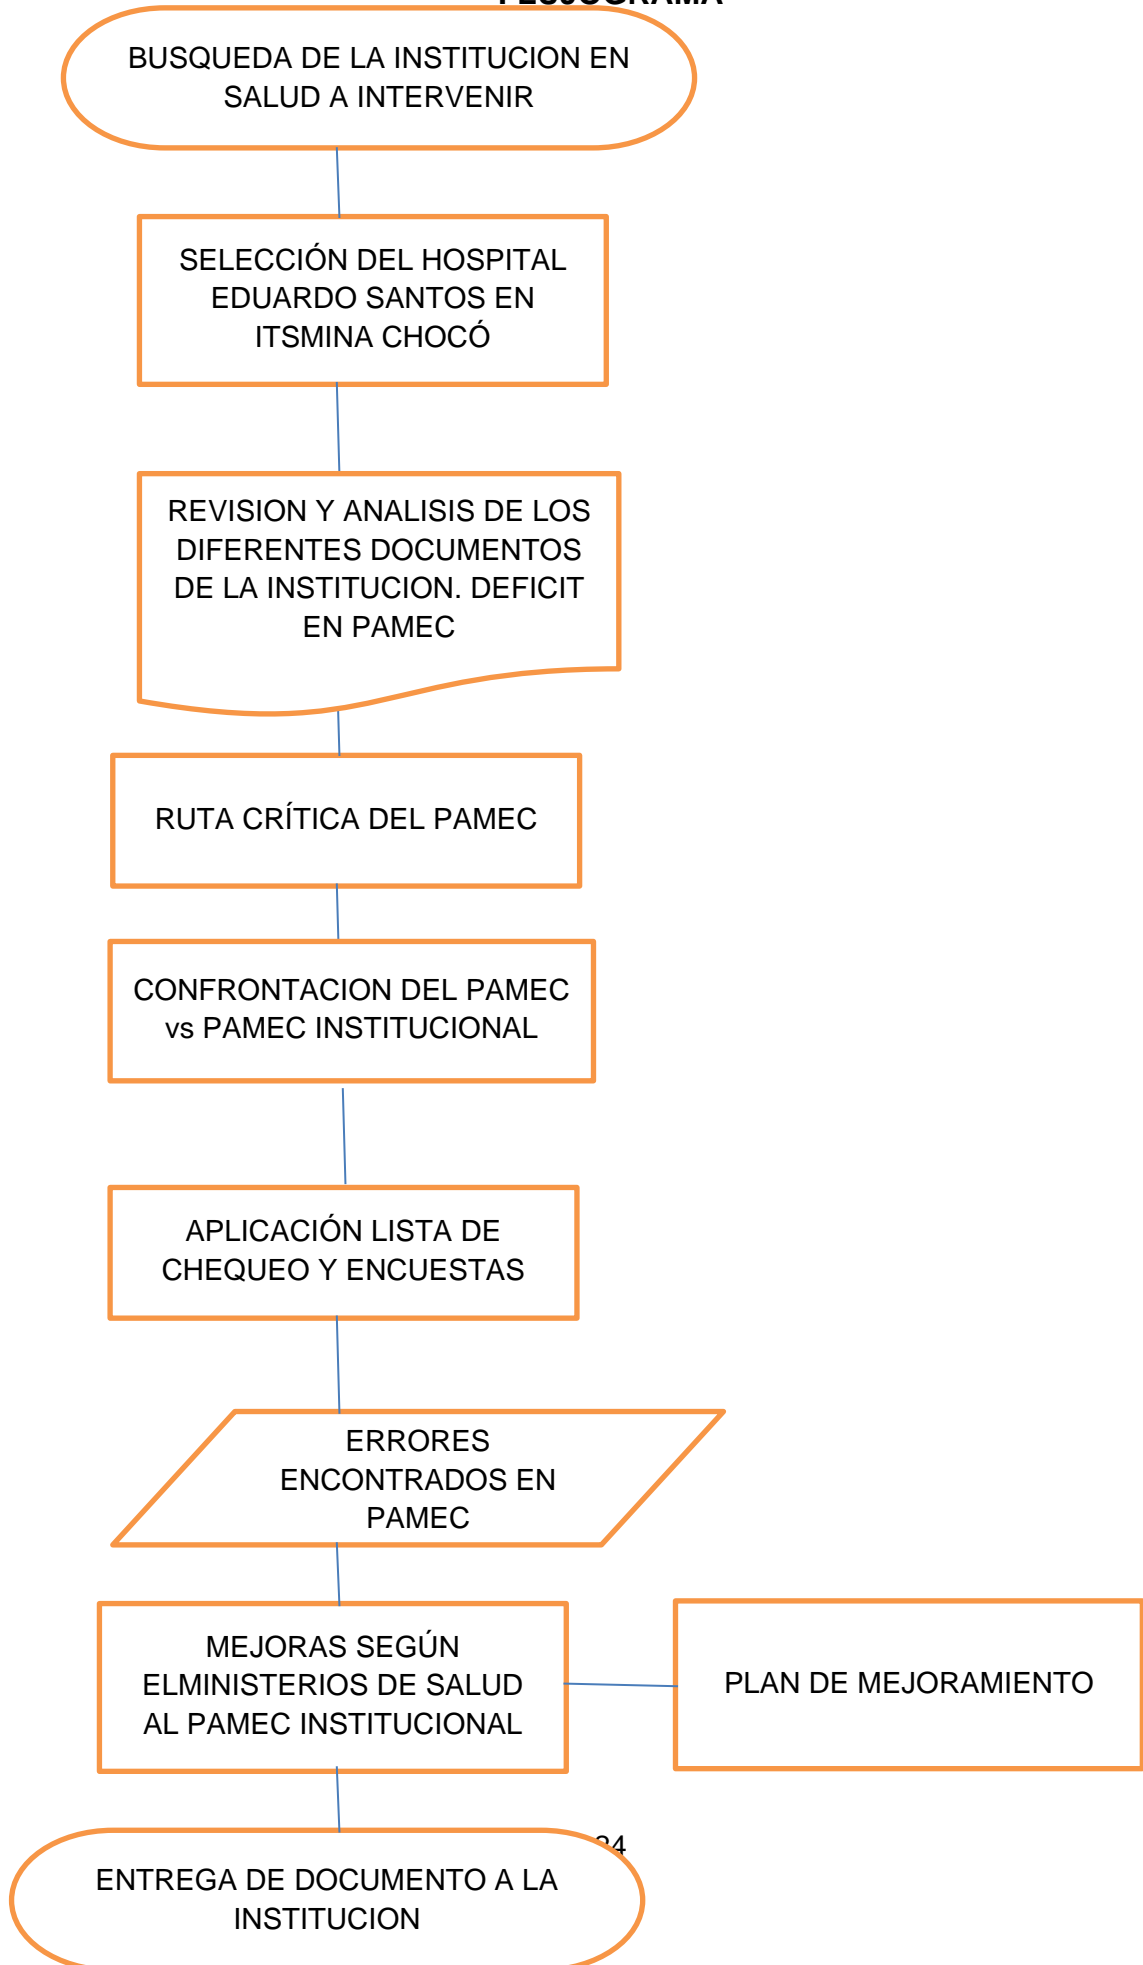 FLUJOGRAMA
BUSQUEDA DE LA INSTITUCION EN
SALUD A INTERVENIR
SELECCIÓN DEL HOSPITAL
EDUARDO SANTOS EN
ITSMINA CHOCÓ
REVISION Y ANALISIS DE LOS
DIFERENTES DOCUMENTOS
DE LA INSTITUCION. DEFICIT
EN PAMEC
RUTA CRÍTICA DEL PAMEC
CONFRONTACION DEL PAMEC
vs PAMEC INSTITUCIONAL
APLICACIÓN LISTA DE
CHEQUEO Y ENCUESTAS
ERRORES
ENCONTRADOS EN
PAMEC
MEJORAS SEGÚN
ELMINISTERIOS DE SALUD
AL PAMEC INSTITUCIONAL
PLAN DE MEJORAMIENTO
24
ENTREGA DE DOCUMENTO A LA
INSTITUCION